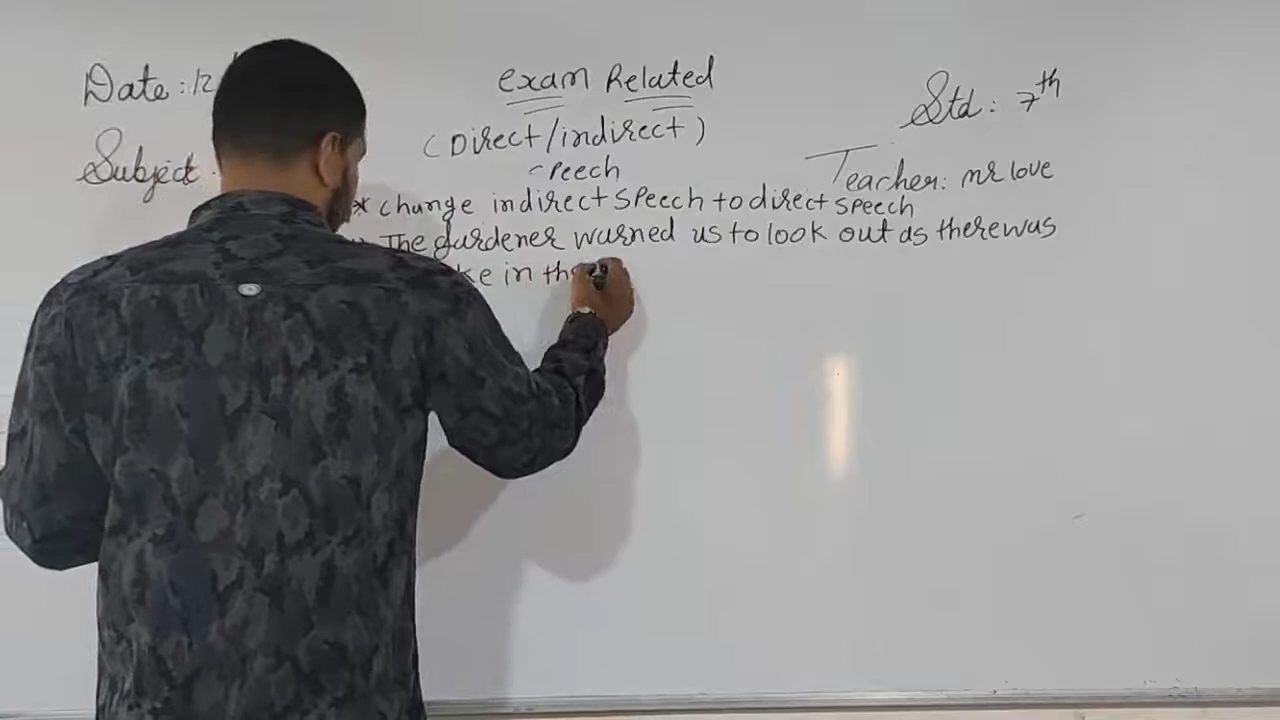 Date: 12
exam Related
Std: 7th
(Direct/indirect)
Speech
Subject
Teacher: mr love
* change indirect speech to direct speech
The gardener warned us to look out as there was
in the